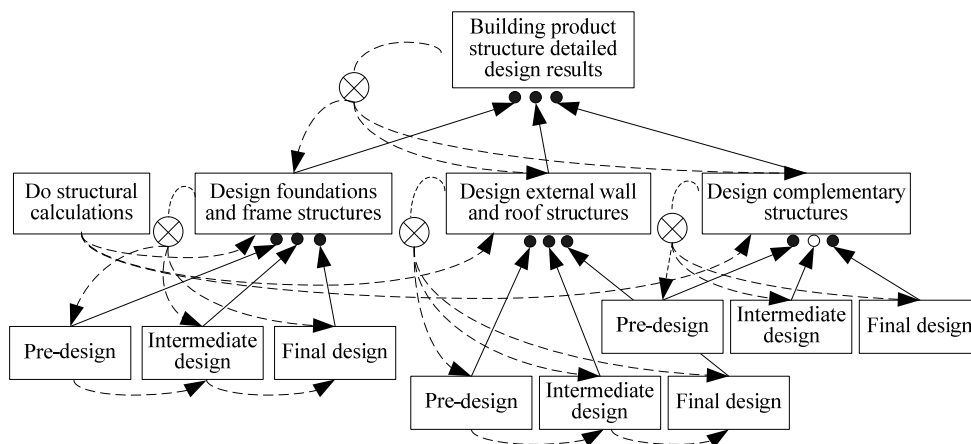 Building product
structure detailed
design results
Do structural
calculations
Design foundations
and frame structures
Design external wall
and roof structures
Design complementary
structures
Pre-design
Intermediate
design
Final design
Pre-design
Intermediate
design
Final design
Pre-design
Intermediate
design
Final design